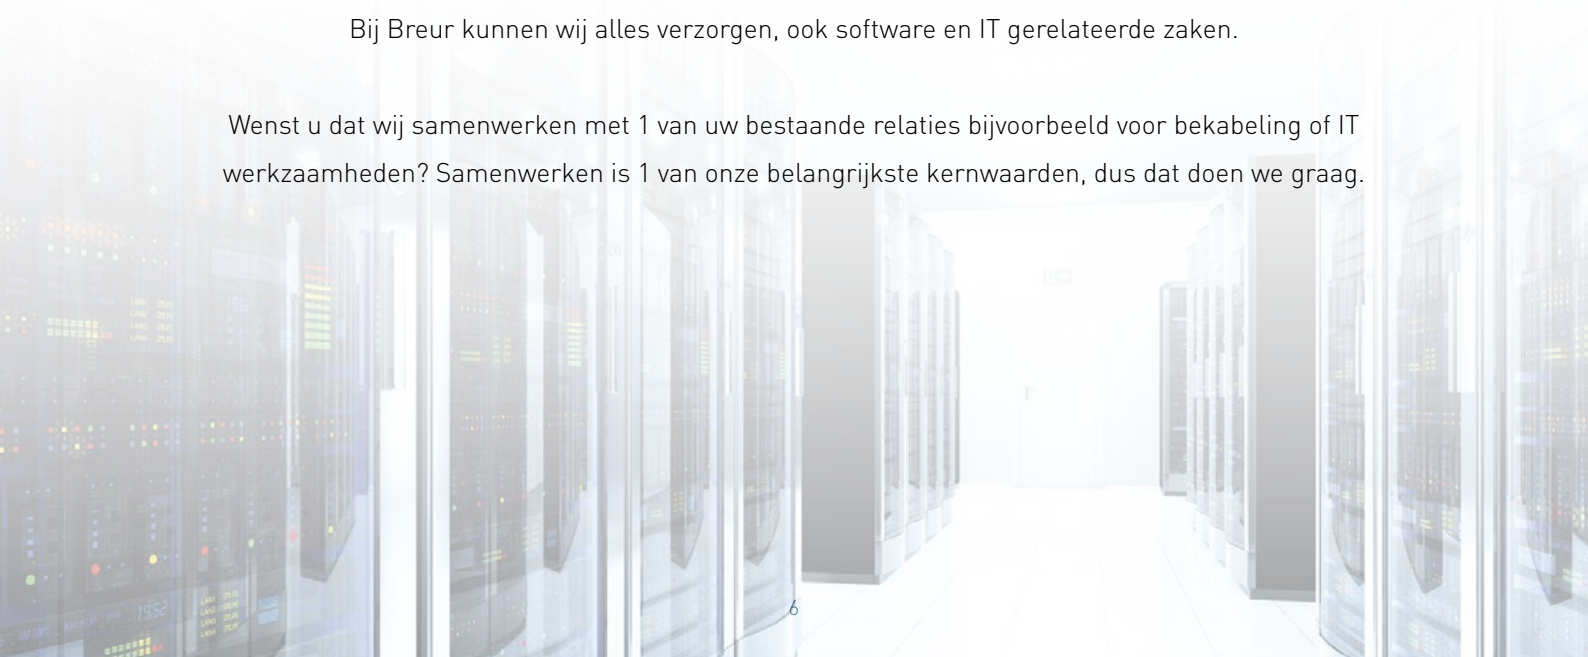 Bij Breur kunnen wij alles verzorgen, ook software en IT gerelateerde zaken.
Wenst u dat wij samenwerken met 1 van uw bestaande relaties bijvoorbeeld voor bekabeling of IT
werkzaamheden? Samenwerken is 1 van onze belangrijkste kernwaarden, dus dat doen we graag.
19:52
6